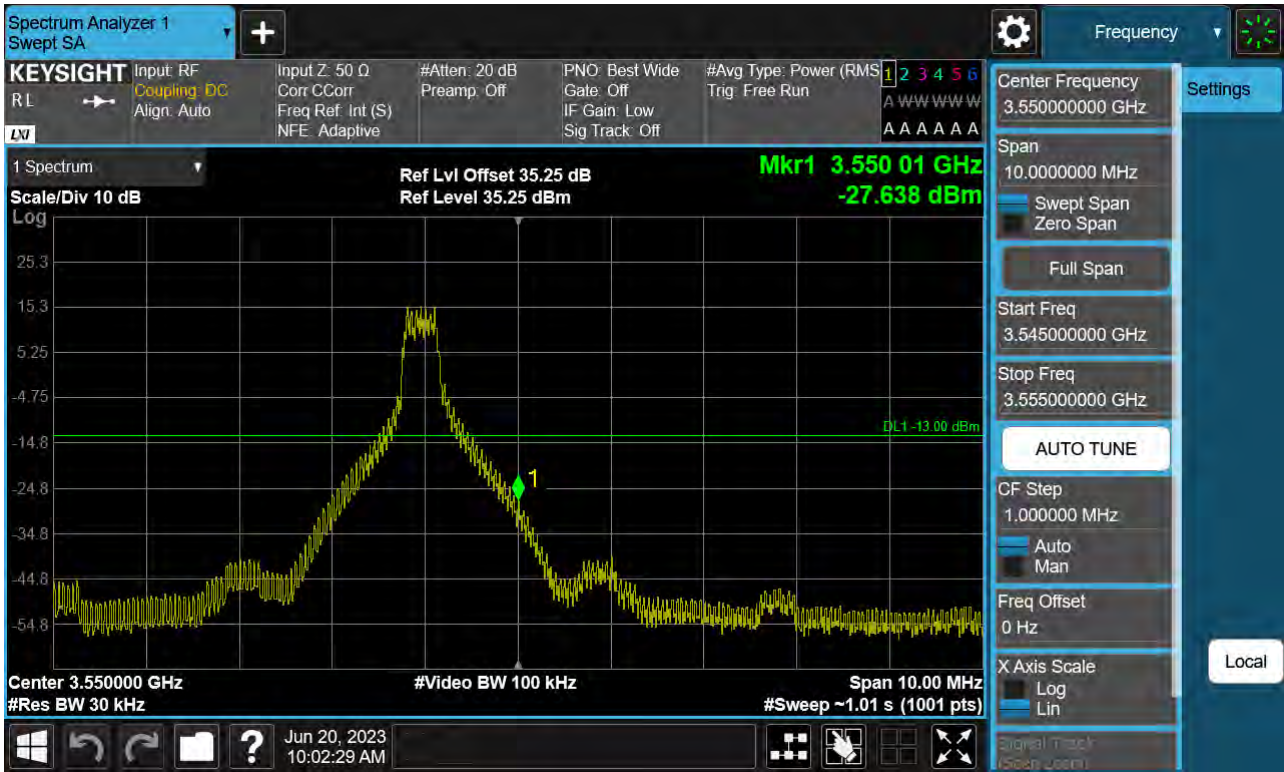 Spectrum Analyzer 1
Swept SA
+
Frequency
KEYSIGHT
RL
LXI
Input: RF
Coupling: DC
Align: Auto
Input Z: 50 Ω
Corr CCorr
Freq Ref: Int (S)
NFE: Adaptive
#Atten: 20 dB
Preamp: Off
PNO: Best Wide
Gate: Off
IF Gain: Low
Sig Track: Off
#Avg Type: Power (RMS
Trig: Free Run
1 2 3 4 5 6
A W W W W W
A A A A A A
1 Spectrum
Scale/Div 10 dB
Log
Ref Lvl Offset 35.25 dB
Ref Level 35.25 dBm
Mkr1 3.550 01 GHz
-27.638 dBm
25.3
15.3
5.25
-4.75
-14.8
-24.8
-34.8
-44.8
-54.8
DL1 -13.00 dBm
1
Center 3.550000 GHz
#Res BW 30 kHz
#Video BW 100 kHz
Span 10.00 MHz
#Sweep ~1.01 s (1001 pts)
Center Frequency
3.550000000 GHz
Settings
Span
10.0000000 MHz
Swept Span
Zero Span
Full Span
Start Freq
3.545000000 GHz
Stop Freq
3.555000000 GHz
AUTO TUNE
CF Step
1.000000 MHz
Auto
Man
Freq Offset
0 Hz
X Axis Scale
Log
Lin
Signal Track
(Span Zoom)
Local
?
Jun 20, 2023
10:02:29 AM